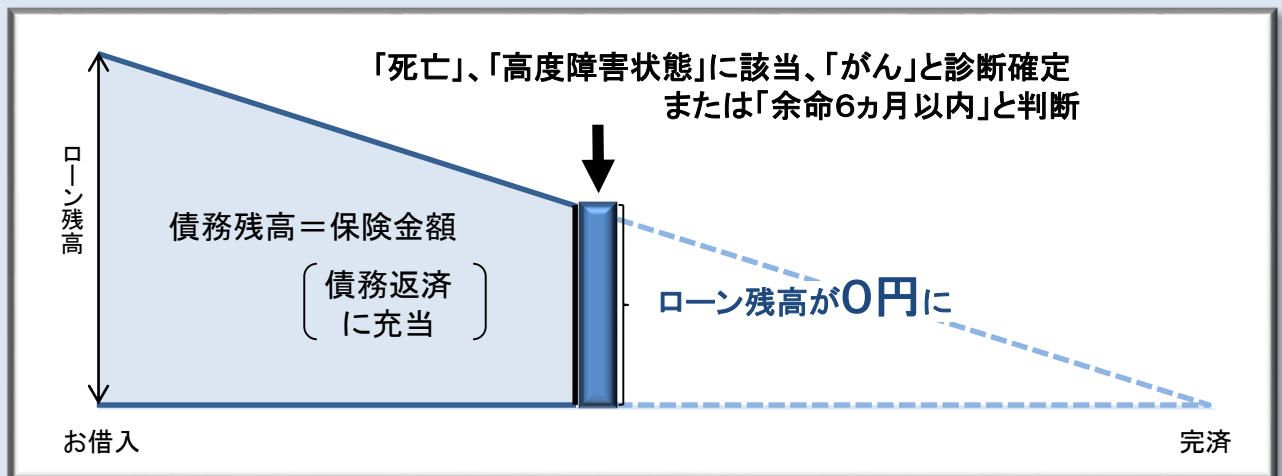 「死亡」、「高度障害状態」に該当、「がん」と診断確定
または「余命6ヵ月以内」と判断
ローン残高
債務残高＝保険金額
債務返済
に充当
ローン残高が0円に
お借入
完済